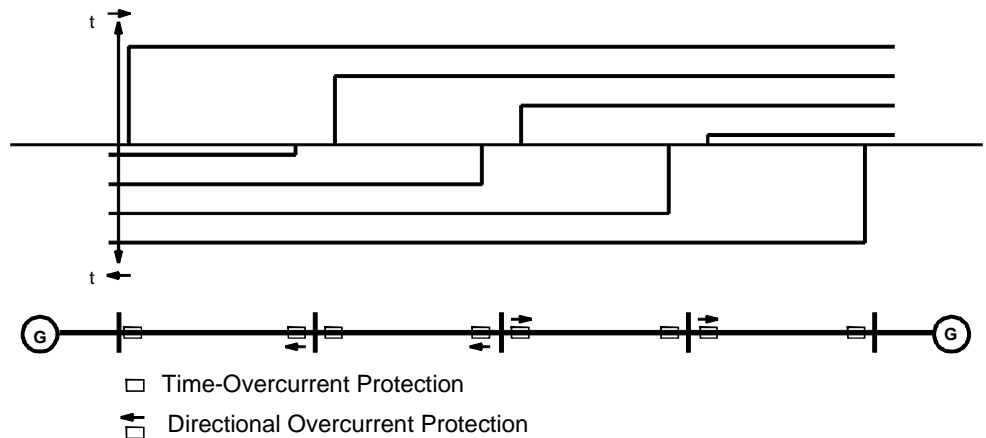 t
t
G
G
Time-Overcurrent Protection
Directional Overcurrent Protection